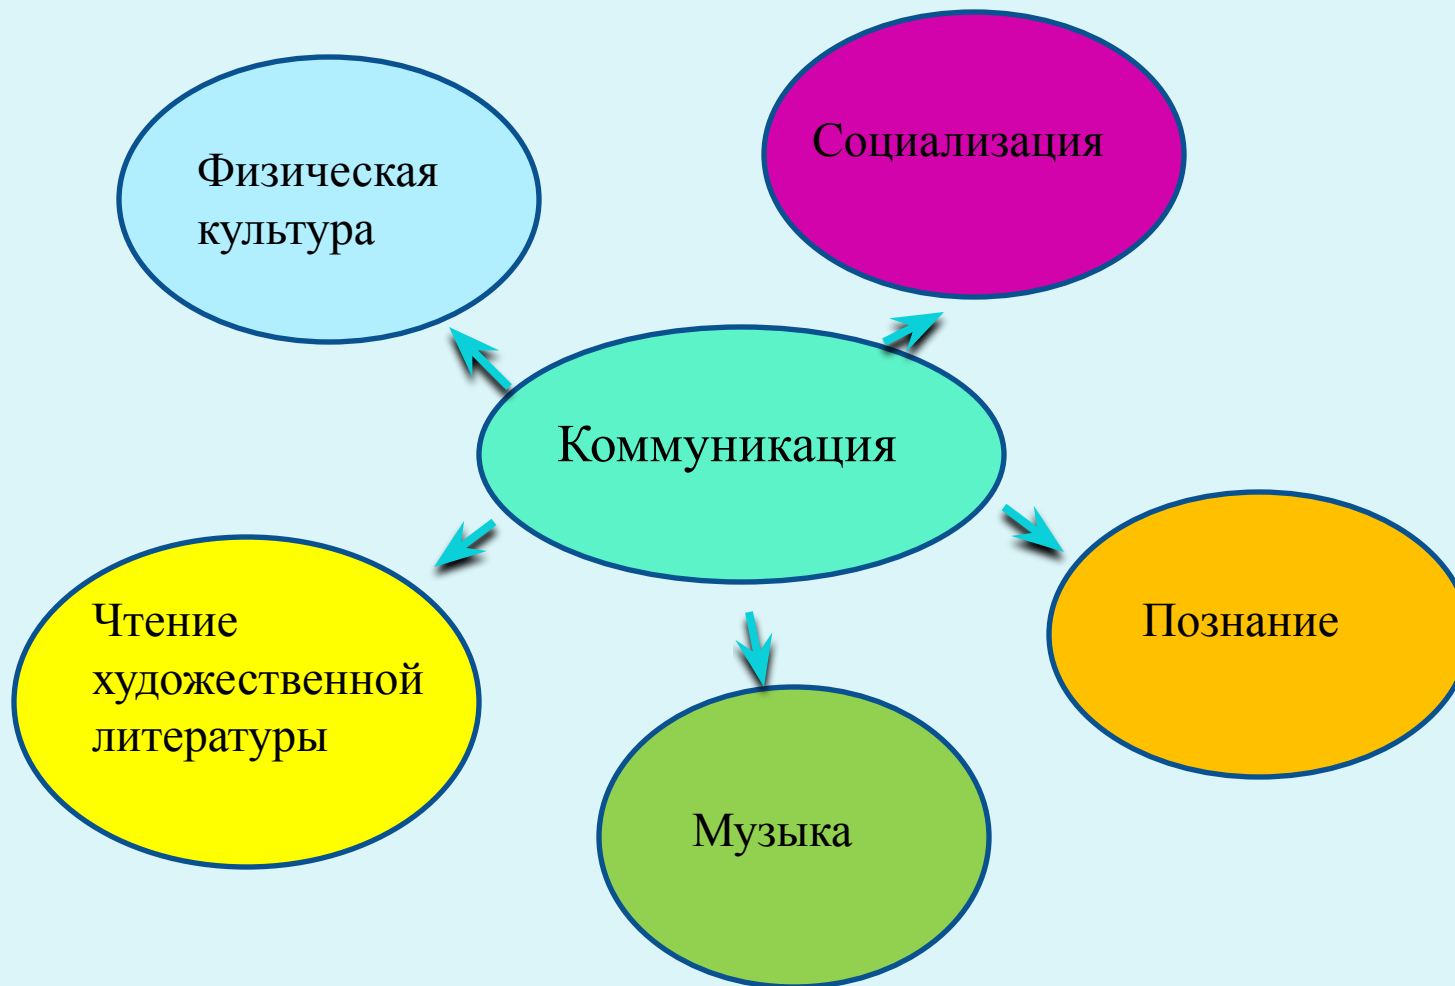 Физическая
культура
Социализация
Коммуникация
Чтение
художественной
литературы
Познание
Музыка